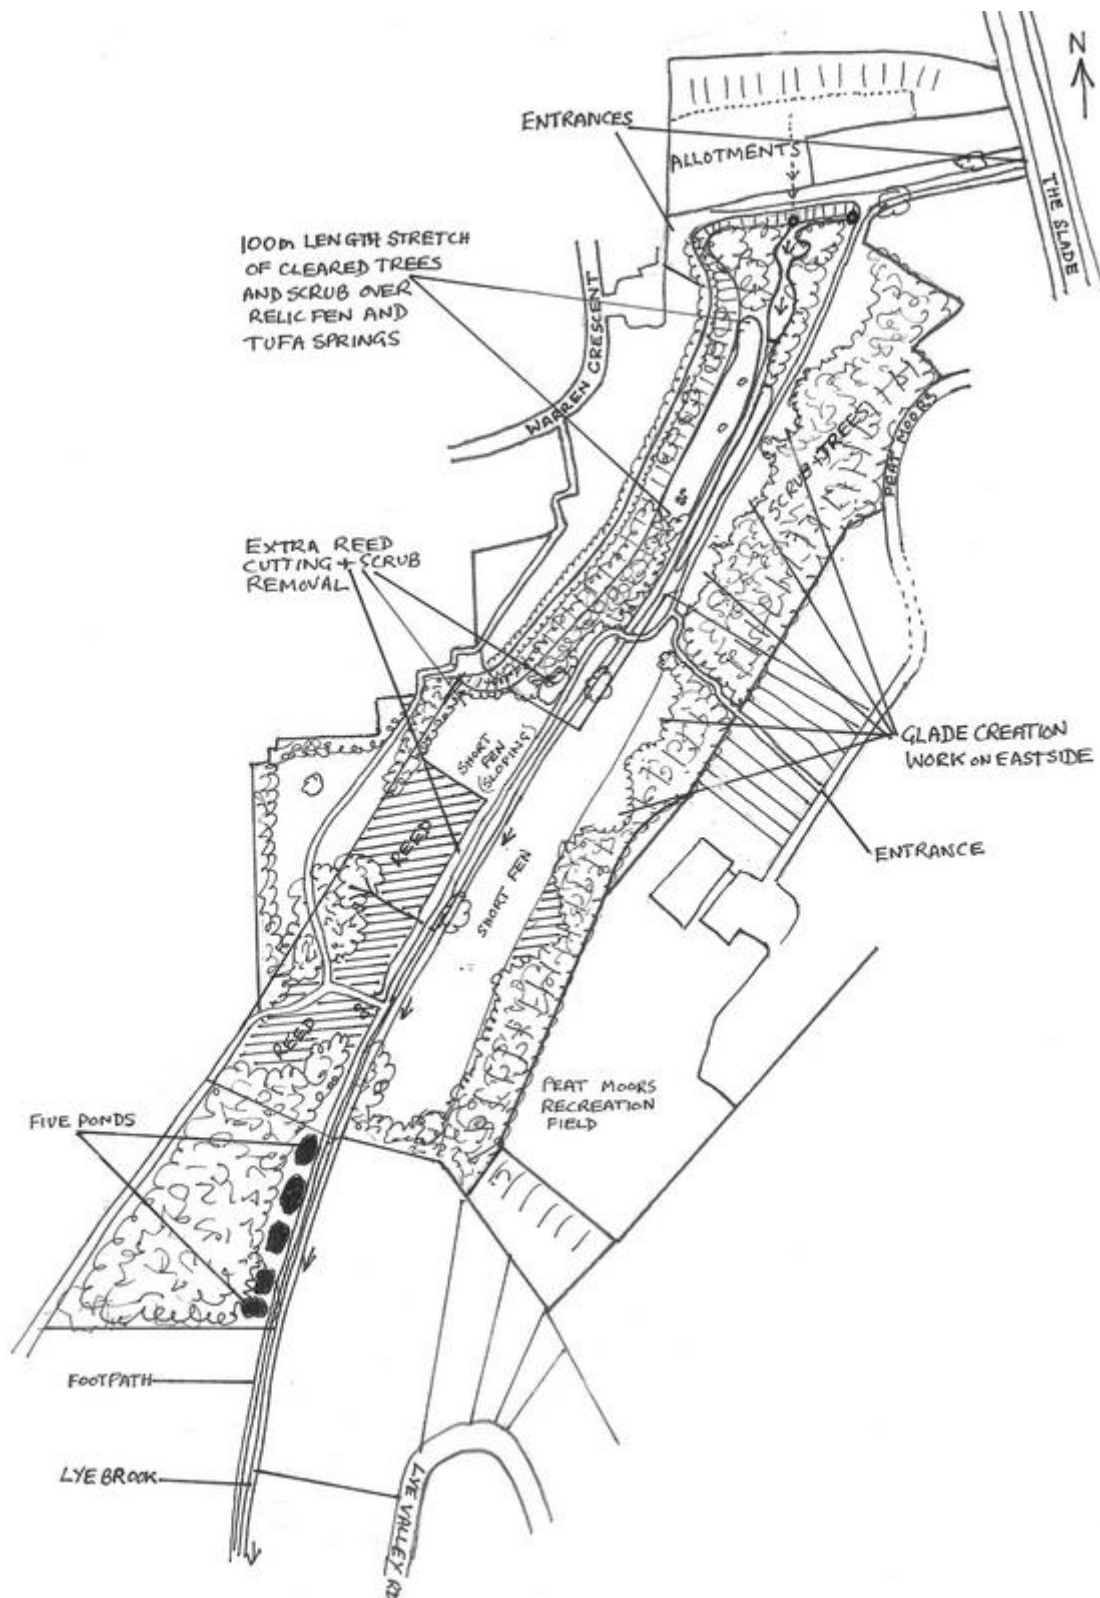 N
ENTRANCES
ALLOTMENTS
THE SLADE
100m LENGTH STRETCH
OF CLEARED TREES
AND SCRUB OVER
RELIC FEN AND
TUFA SPRINGS
WARREN CRESCENT
PEAT MOORS
SCRUB + TREES
EXTRA REED
CUTTING + SCRUB
REMOVAL
GLADE CREATION
WORK ON EASTSIDE
SHORT
FEN
(SLOPING)
REED
SHORT FEN
ENTRANCE
REED
PEAT MOORS
RECREATION
FIELD
FIVE PONDS
FOOTPATH
LYE BROOK
LYE VALLEY RD